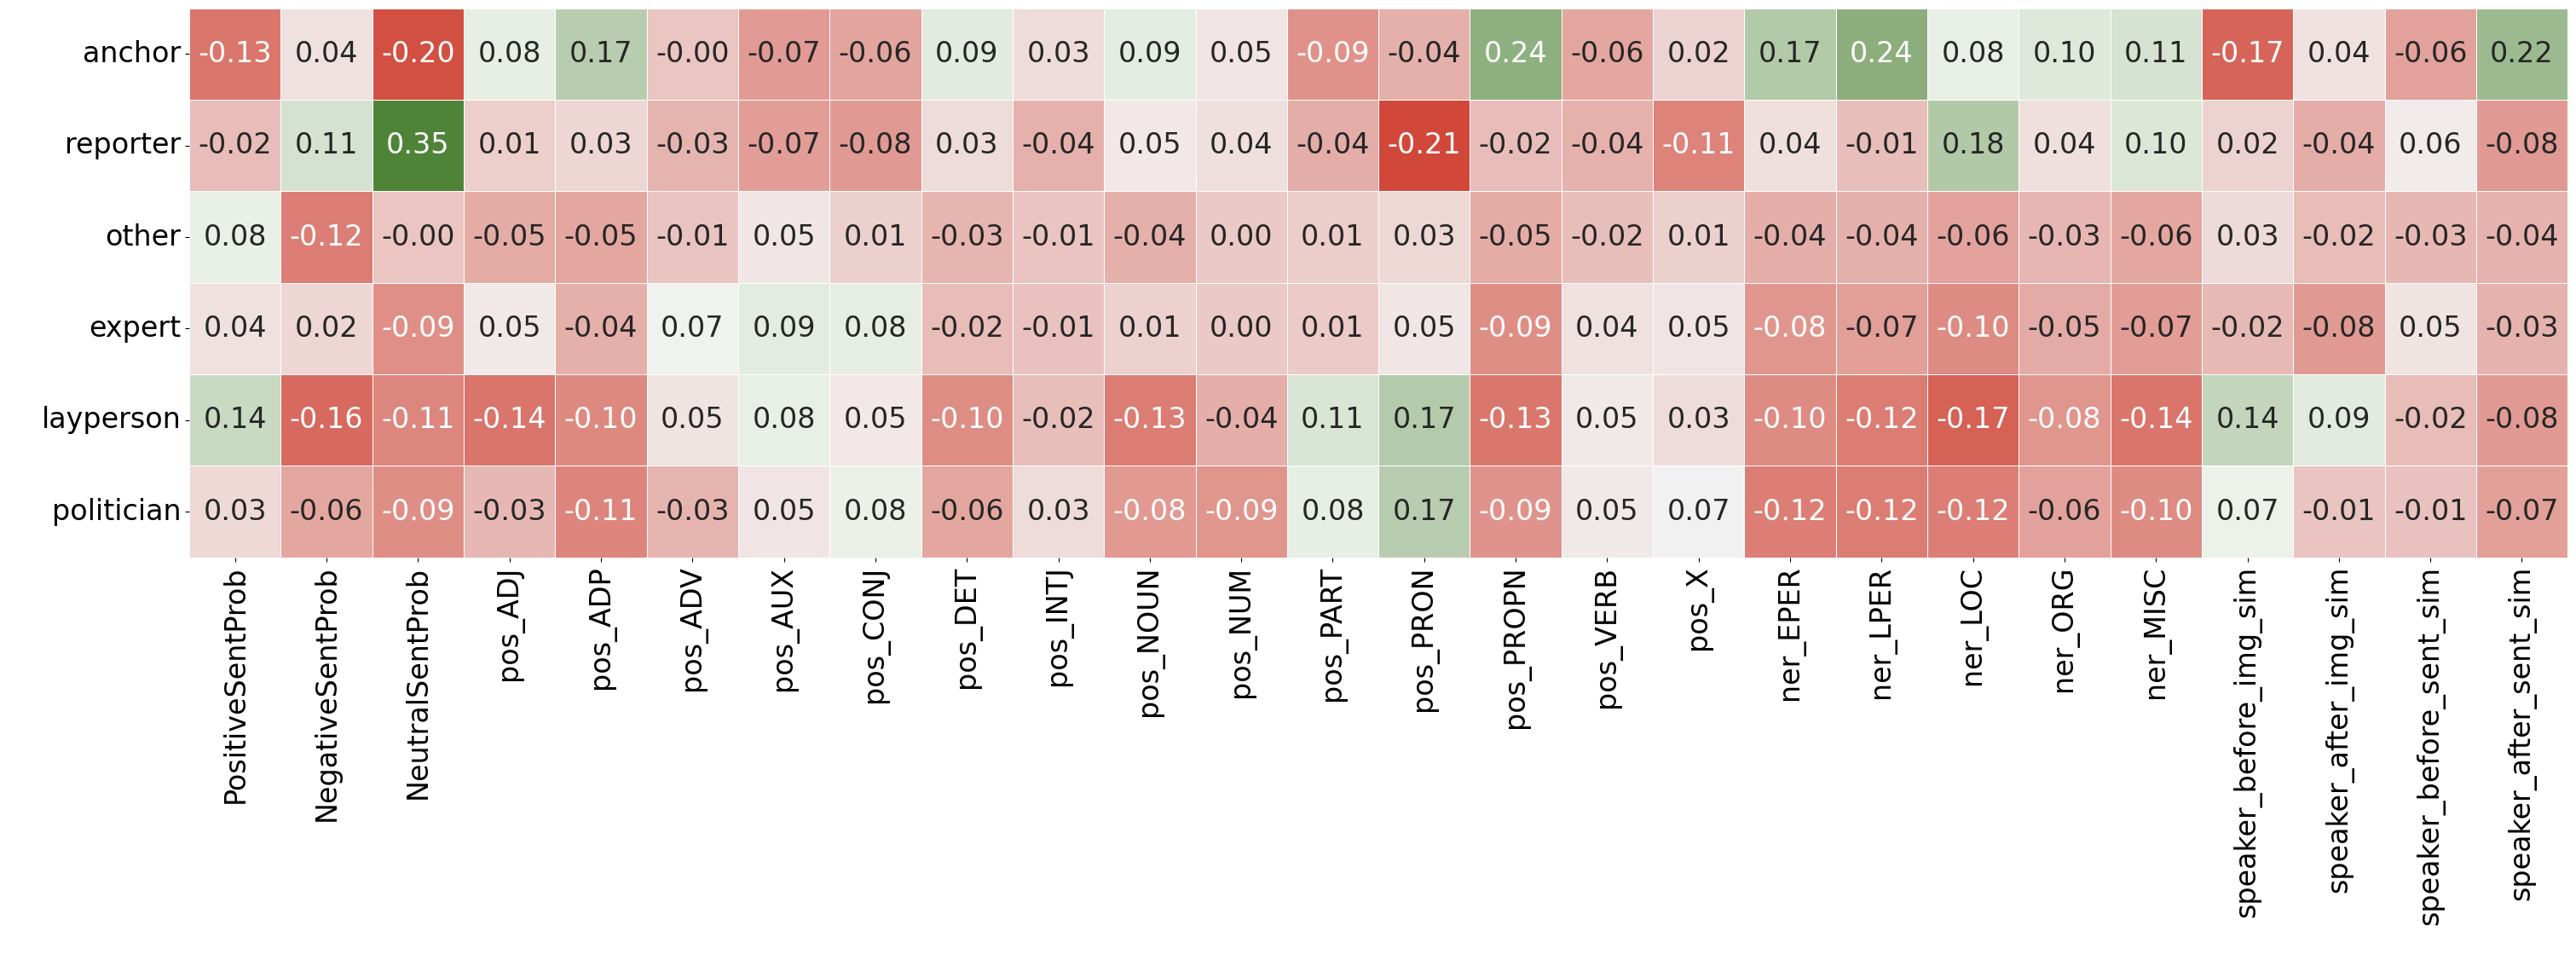 anchor -0.13 0.04 -0.20 0.08 0.17 -0.00 -0.07 -0.06 0.09 0.03 0.09 0.05 -0.09 -0.04 0.24 -0.06 0.02 0.17 0.24 0.08 0.10 0.11 -0.17 0.04 -0.06 0.22
reporter -0.02 0.11 0.35 0.01 0.03 -0.03 -0.07 -0.08 0.03 -0.04 0.05 0.04 -0.04 -0.21 -0.02 -0.04 -0.11 0.04 -0.01 0.18 0.04 0.10 0.02 -0.04 0.06 -0.08
other 0.08 -0.12 -0.00 -0.05 -0.05 -0.01 0.05 0.01 -0.03 -0.01 -0.04 0.00 0.01 0.03 -0.05 -0.02 0.01 -0.04 -0.04 -0.06 -0.03 -0.06 0.03 -0.02 -0.03 -0.04
expert 0.04 0.02 -0.09 0.05 -0.04 0.07 0.09 0.08 -0.02 -0.01 0.01 0.00 0.01 0.05 -0.09 0.04 0.05 -0.08 -0.07 -0.10 -0.05 -0.07 -0.02 -0.08 0.05 -0.03
layperson 0.14 -0.16 -0.11 -0.14 -0.10 0.05 0.08 0.05 -0.10 -0.02 -0.13 -0.04 0.11 0.17 -0.13 0.05 0.03 -0.10 -0.12 -0.17 -0.08 -0.14 0.14 0.09 -0.02 -0.08
politician 0.03 -0.06 -0.09 -0.03 -0.11 -0.03 0.05 0.08 -0.06 0.03 -0.08 -0.09 0.08 0.17 -0.09 0.05 0.07 -0.12 -0.12 -0.12 -0.06 -0.10 0.07 -0.01 -0.01 -0.07
PositiveSentProb
NegativeSentProb
NeutralSentProb
pos_ADJ
pos_ADP
pos_ADV
pos_AUX
pos_CONJ
pos_DET
pos_INTJ
pos_NOUN
pos_NUM
pos_PART
pos_PRON
pos_PROPN
pos_VERB
pos_X
ner_EPER
ner_LPER
ner_LOC
ner_ORG
ner_MISC
speaker_before_img_sim
speaker_after_img_sim
speaker_before_sent_sim
speaker_after_sent_sim